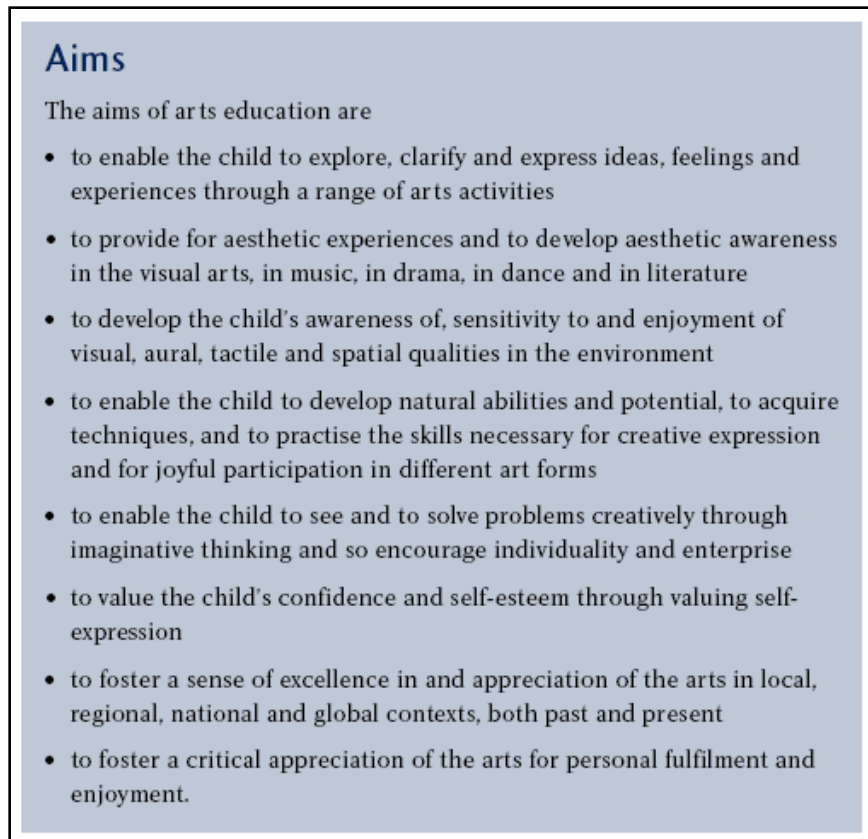 Aims
The aims of arts education are
• to enable the child to explore, clarify and express ideas, feelings and
experiences through a range of arts activities
• to provide for aesthetic experiences and to develop aesthetic awareness
in the visual arts, in music, in drama, in dance and in literature
• to develop the child's awareness of, sensitivity to and enjoyment of
visual, aural, tactile and spatial qualities in the environment
• to enable the child to develop natural abilities and potential, to acquire
techniques, and to practise the skills necessary for creative expression
and for joyful participation in different art forms
• to enable the child to see and to solve problems creatively through
imaginative thinking and so encourage individuality and enterprise
• to value the child's confidence and self-esteem through valuing self-
expression
• to foster a sense of excellence in and appreciation of the arts in local,
regional, national and global contexts, both past and present
• to foster a critical appreciation of the arts for personal fulfilment and
enjoyment.